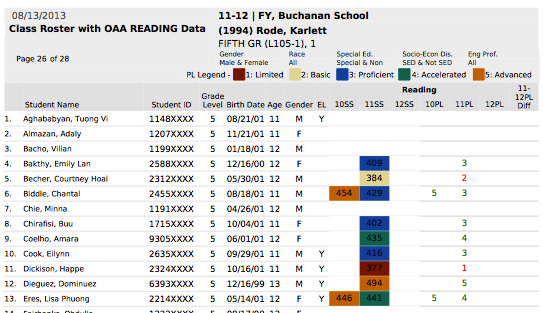 08/13/2013
11-12 | FY, Buchanan School
Class Roster with OAA READING Data
(1994) Rode, Karlett
FIFTH GR (L105-1), 1
Page 26 of 28
Gender Race Special Ed. Socio-Econ Dis. Eng Prof.
Male & Female All Special & Non SED & Not SED All
PL Legend - 1: Limited 2: Basic 3: Proficient 4: Accelerated 5: Advanced
Reading
Student Name Student ID Grade Level Birth Date Age Gender EL 10SS 11SS 12SS 10PL 11PL 12PL 11-12PL Diff
1. Aghababyan, Tuong Vi 1148XXXX 5 08/21/01 11 M Y
2. Almazan, Adaly 1207XXXX 5 11/21/01 11 F
3. Bacho, Vilian 1199XXXX 5 01/18/01 12 M
4. Bakthy, Emily Lan 2588XXXX 5 12/16/00 12 F 409 3
5. Becher, Courtney Hoai 2312XXXX 5 05/30/01 12 M 384 2
6. Biddle, Chantal 2455XXXX 5 08/18/01 11 M 454 429 5 3
7. Chie, Minna 1191XXXX 5 04/26/01 12 M
8. Chirafisi, Buu 1715XXXX 5 10/04/01 11 F 402 3
9. Coelho, Amara 9305XXXX 5 06/01/01 12 F 435 4
10. Cook, Eilynn 2635XXXX 5 09/29/01 11 M Y 416 3
11. Dickison, Happe 2324XXXX 5 10/16/01 11 M Y 377 1
12. Dieguez, Dominuez 6393XXXX 5 12/16/99 13 M Y 494 5
13. Eres, Lisa Phuong 2214XXXX 5 05/14/01 12 F Y 446 441 5 4